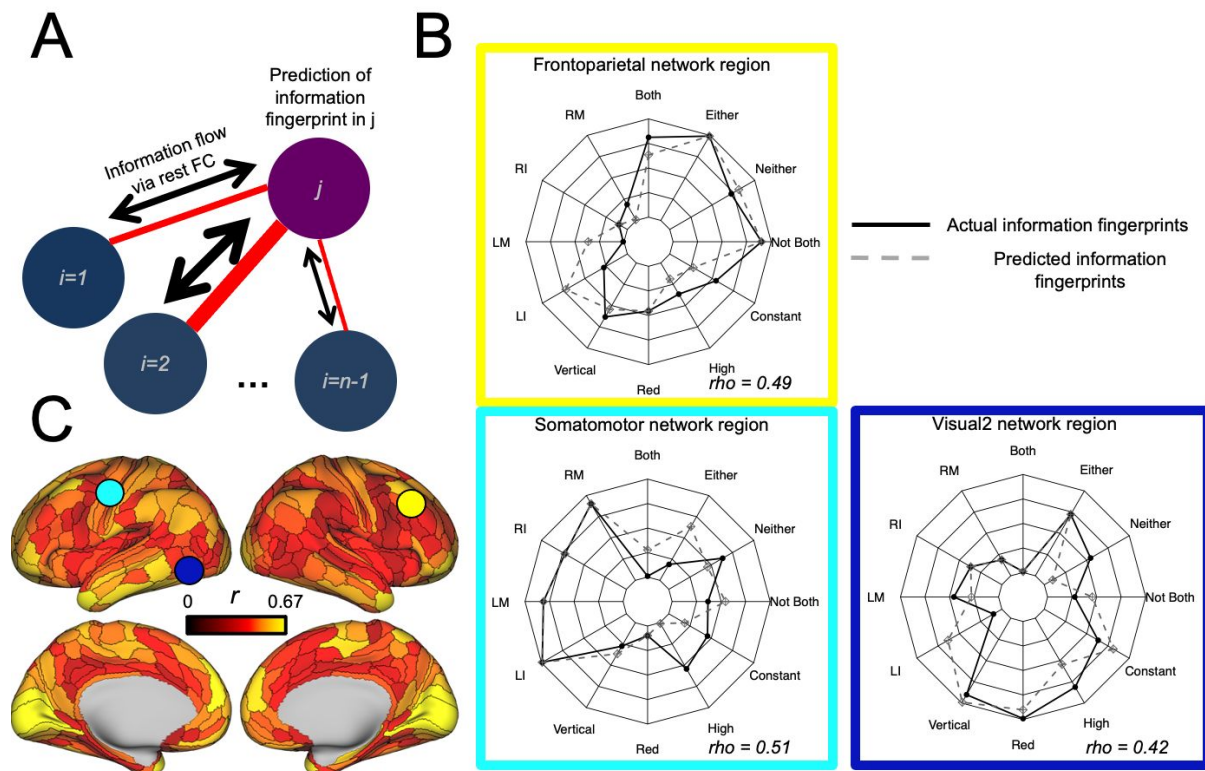 A
Prediction of
information
fingerprint in j
Information flow
via rest FC
j
i=1
i=2
...
i=n-1
B
Frontoparietal network region
Both
Either
Neither
Not Both
Constant
High
Red
Vertical
LI
LM
RI
RM
rho = 0.49
Actual information fingerprints
Predicted information
fingerprints
Somatomotor network region
Both
Either
Neither
Not Both
Constant
High
Red
Vertical
LI
LM
RI
RM
rho = 0.51
Visual2 network region
Both
Either
Neither
Not Both
Constant
High
Red
Vertical
LI
LM
RI
RM
rho = 0.42
C
0 r 0.67